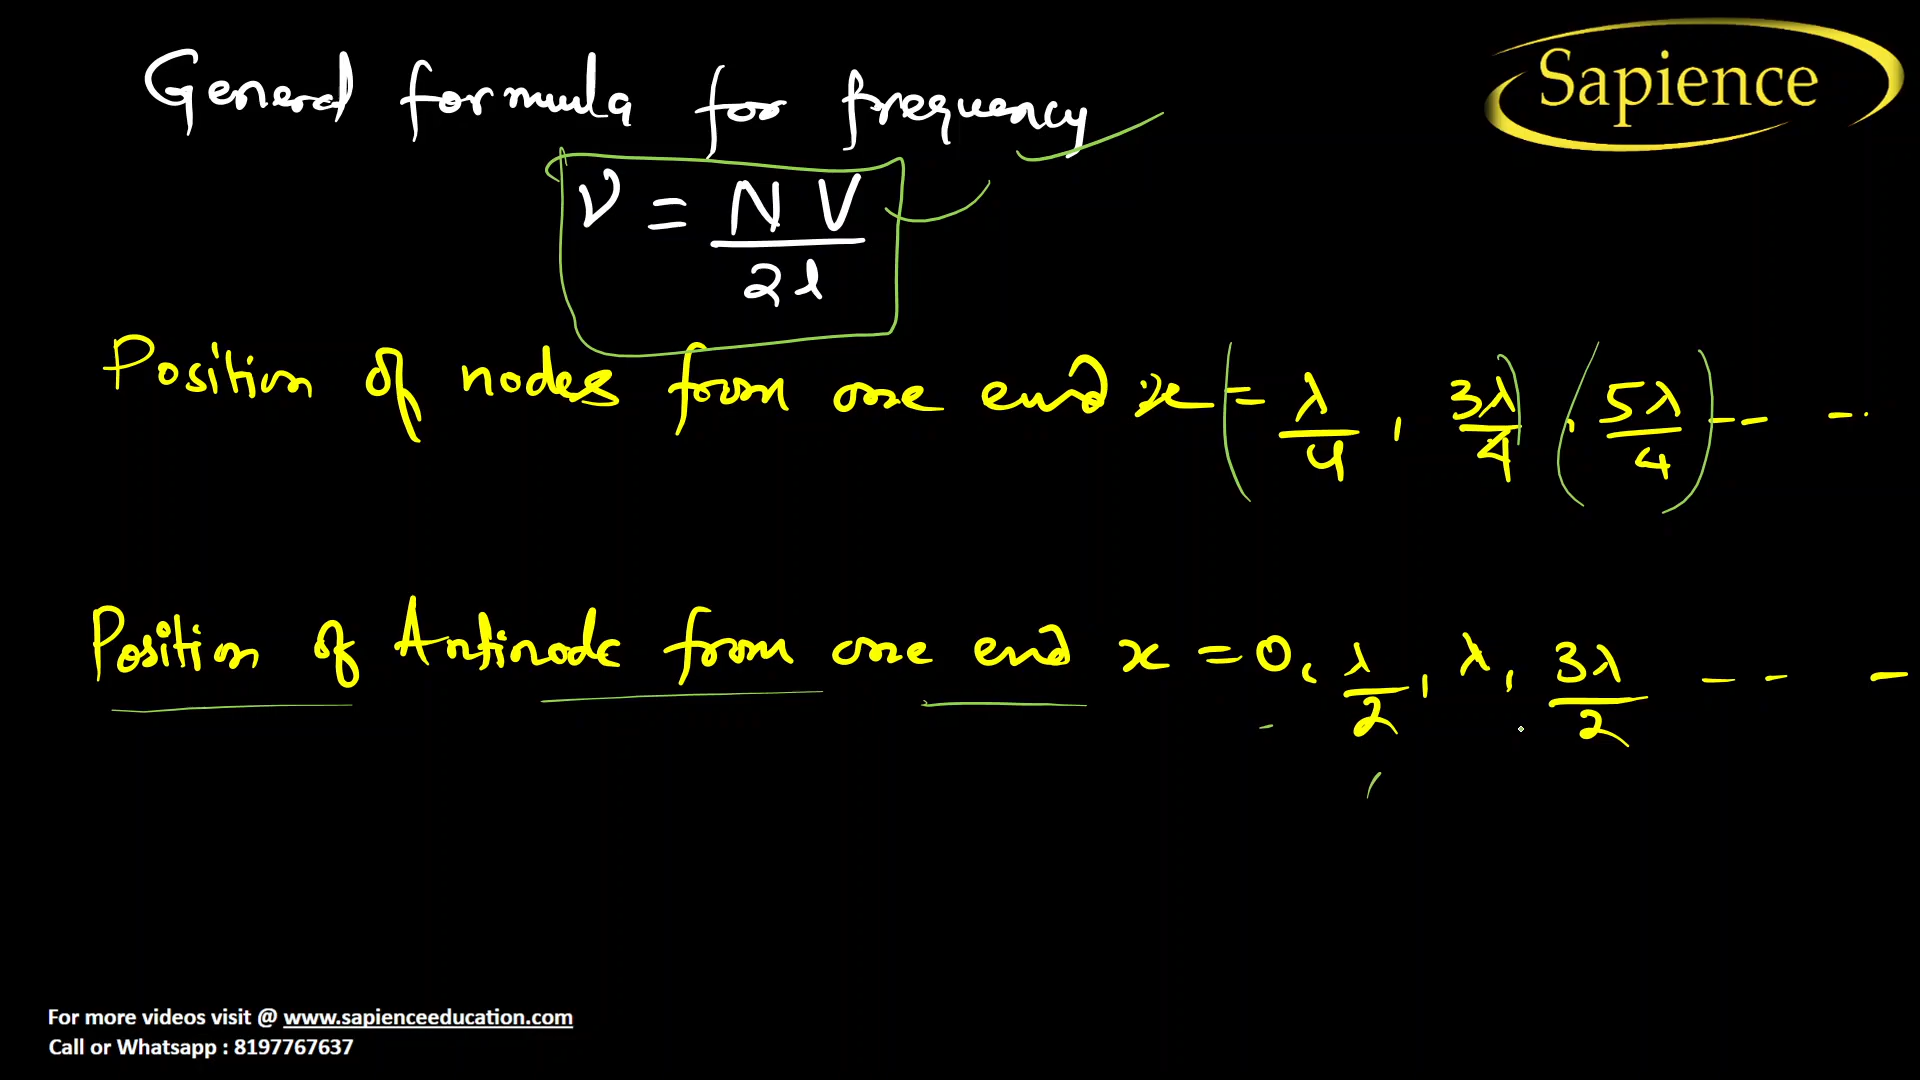 Sapience
General formula for frequency
ν = NV / 2l
Position of nodes from one end x = λ/4, 3λ/4, 5λ/4 -- -- .
Position of Antinode from one end x = 0, λ/2, λ, 3λ/2 -- - -
For more videos visit @ www.sapienceeducation.com
Call or Whatsapp : 8197767637